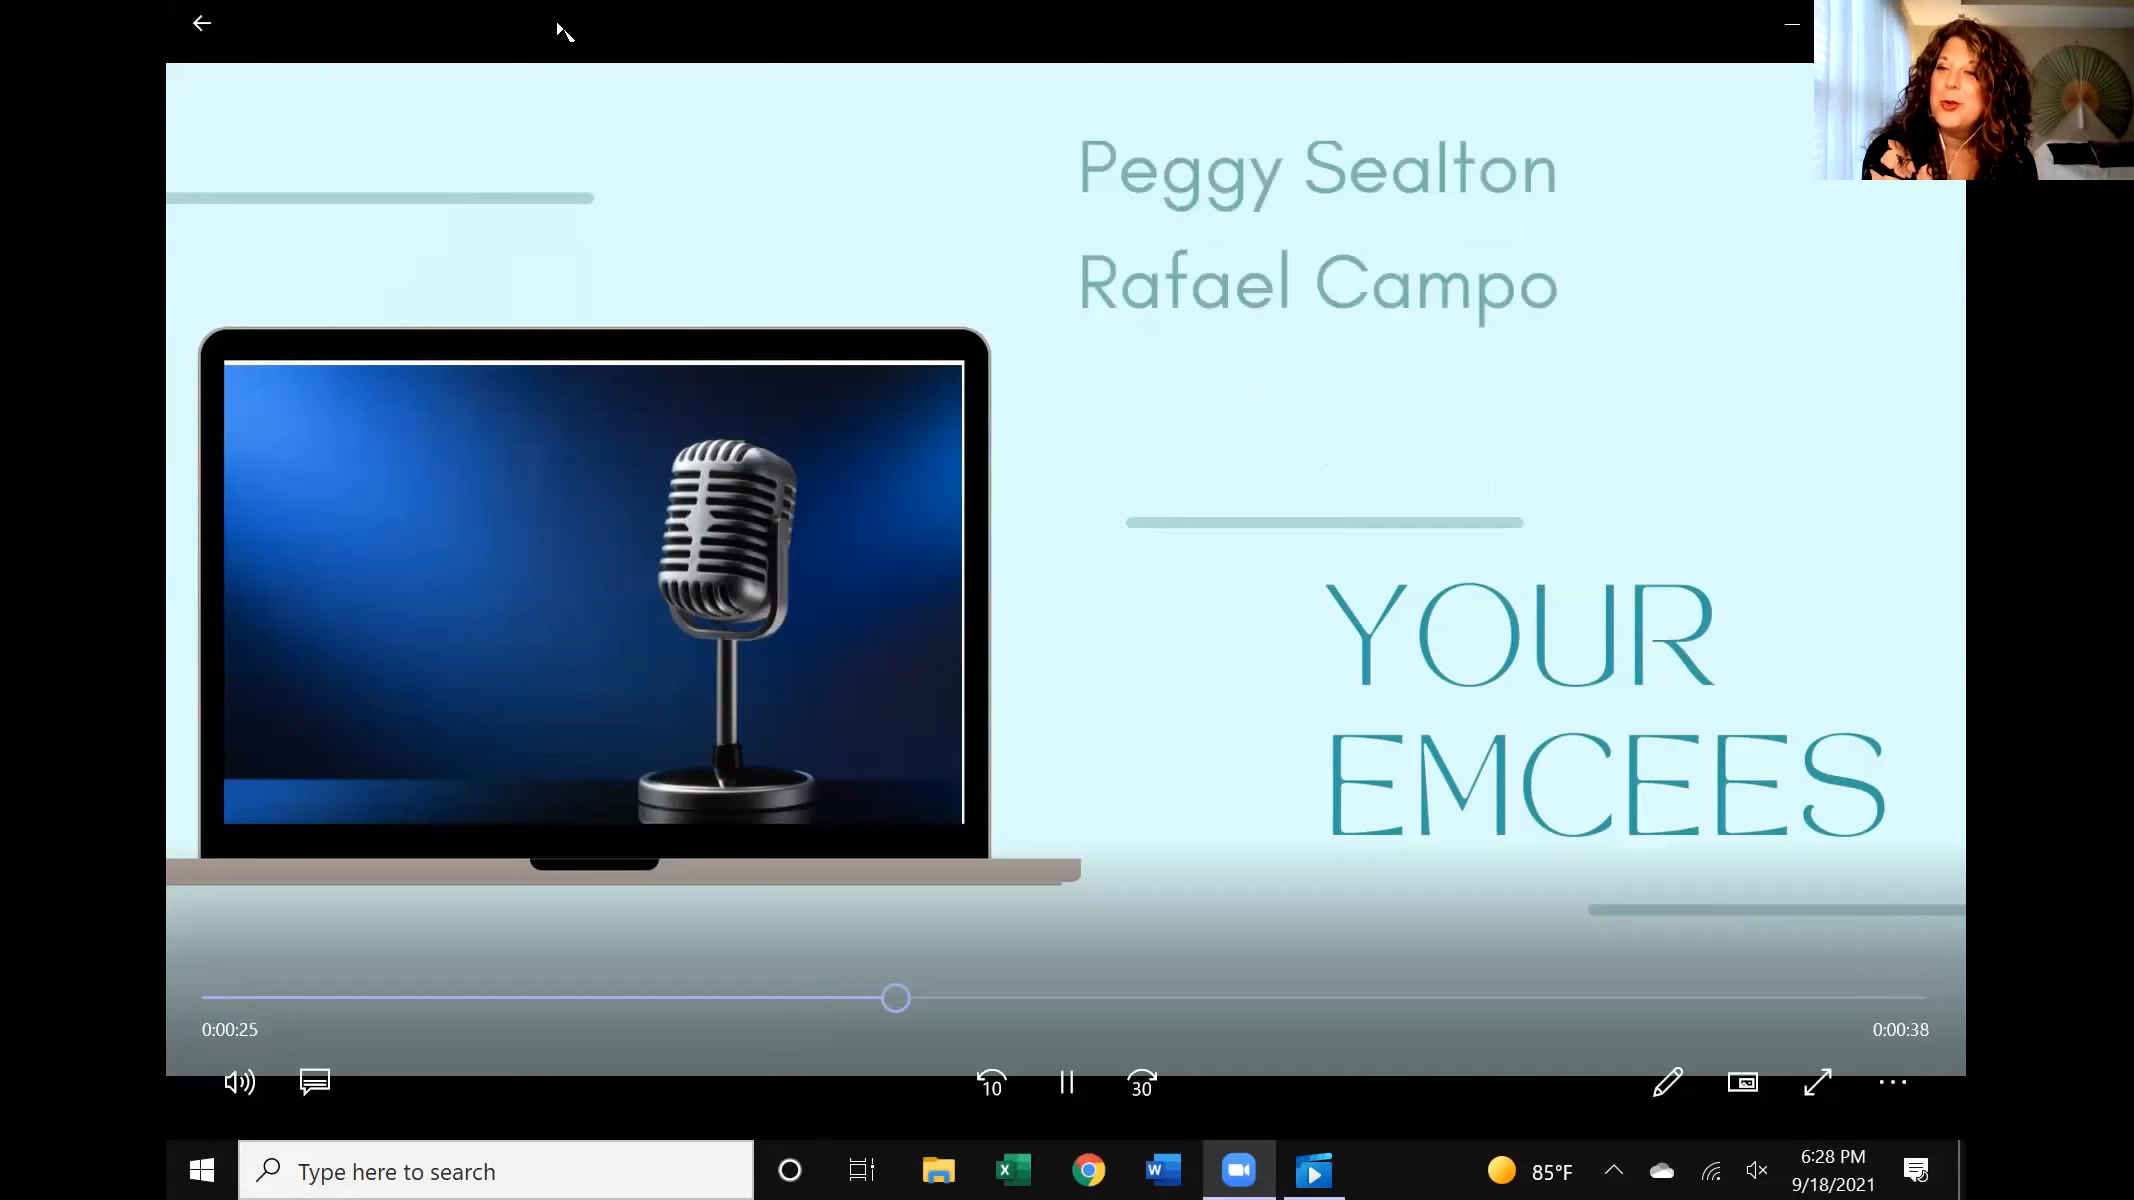 Peggy Sealton
Rafael Campo
YOUR
EMCEES
0:00:25
0:00:38
10
30
Type here to search
85°F
6:28 PM
9/18/2021